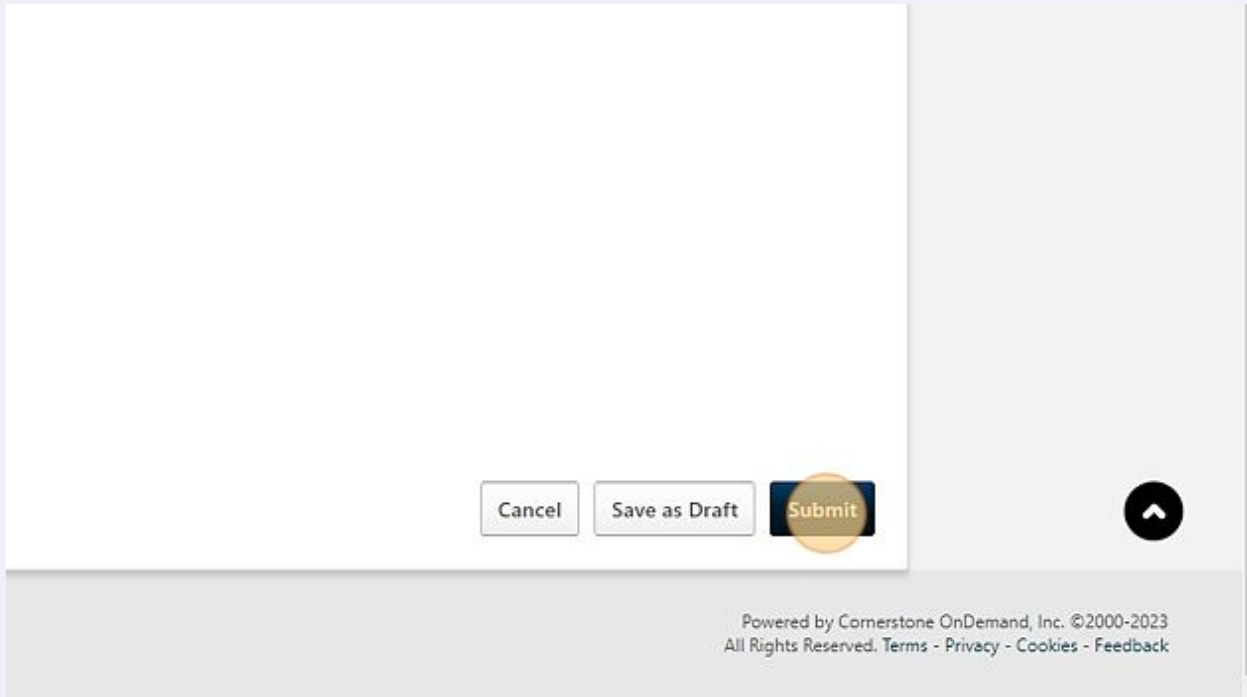 Cancel Save as Draft Submit
Powered by Cornerstone OnDemand, Inc. ©2000-2023
All Rights Reserved. Terms - Privacy - Cookies - Feedback